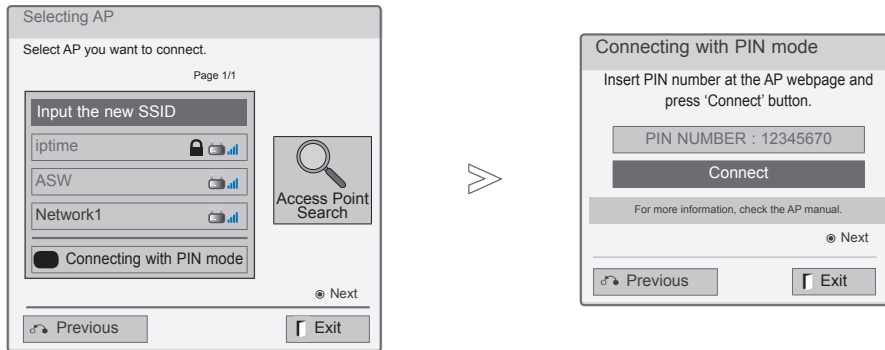 Selecting AP
Select AP you want to connect.
Page 1/1
Input the new SSID
iptime
ASW
Network1
Connecting with PIN mode
Access Point
Search
Next
Previous
Exit
Connecting with PIN mode
Insert PIN number at the AP webpage and
press ‘Connect’ button.
PIN NUMBER : 12345670
Connect
For more information, check the AP manual.
Next
Previous
Exit